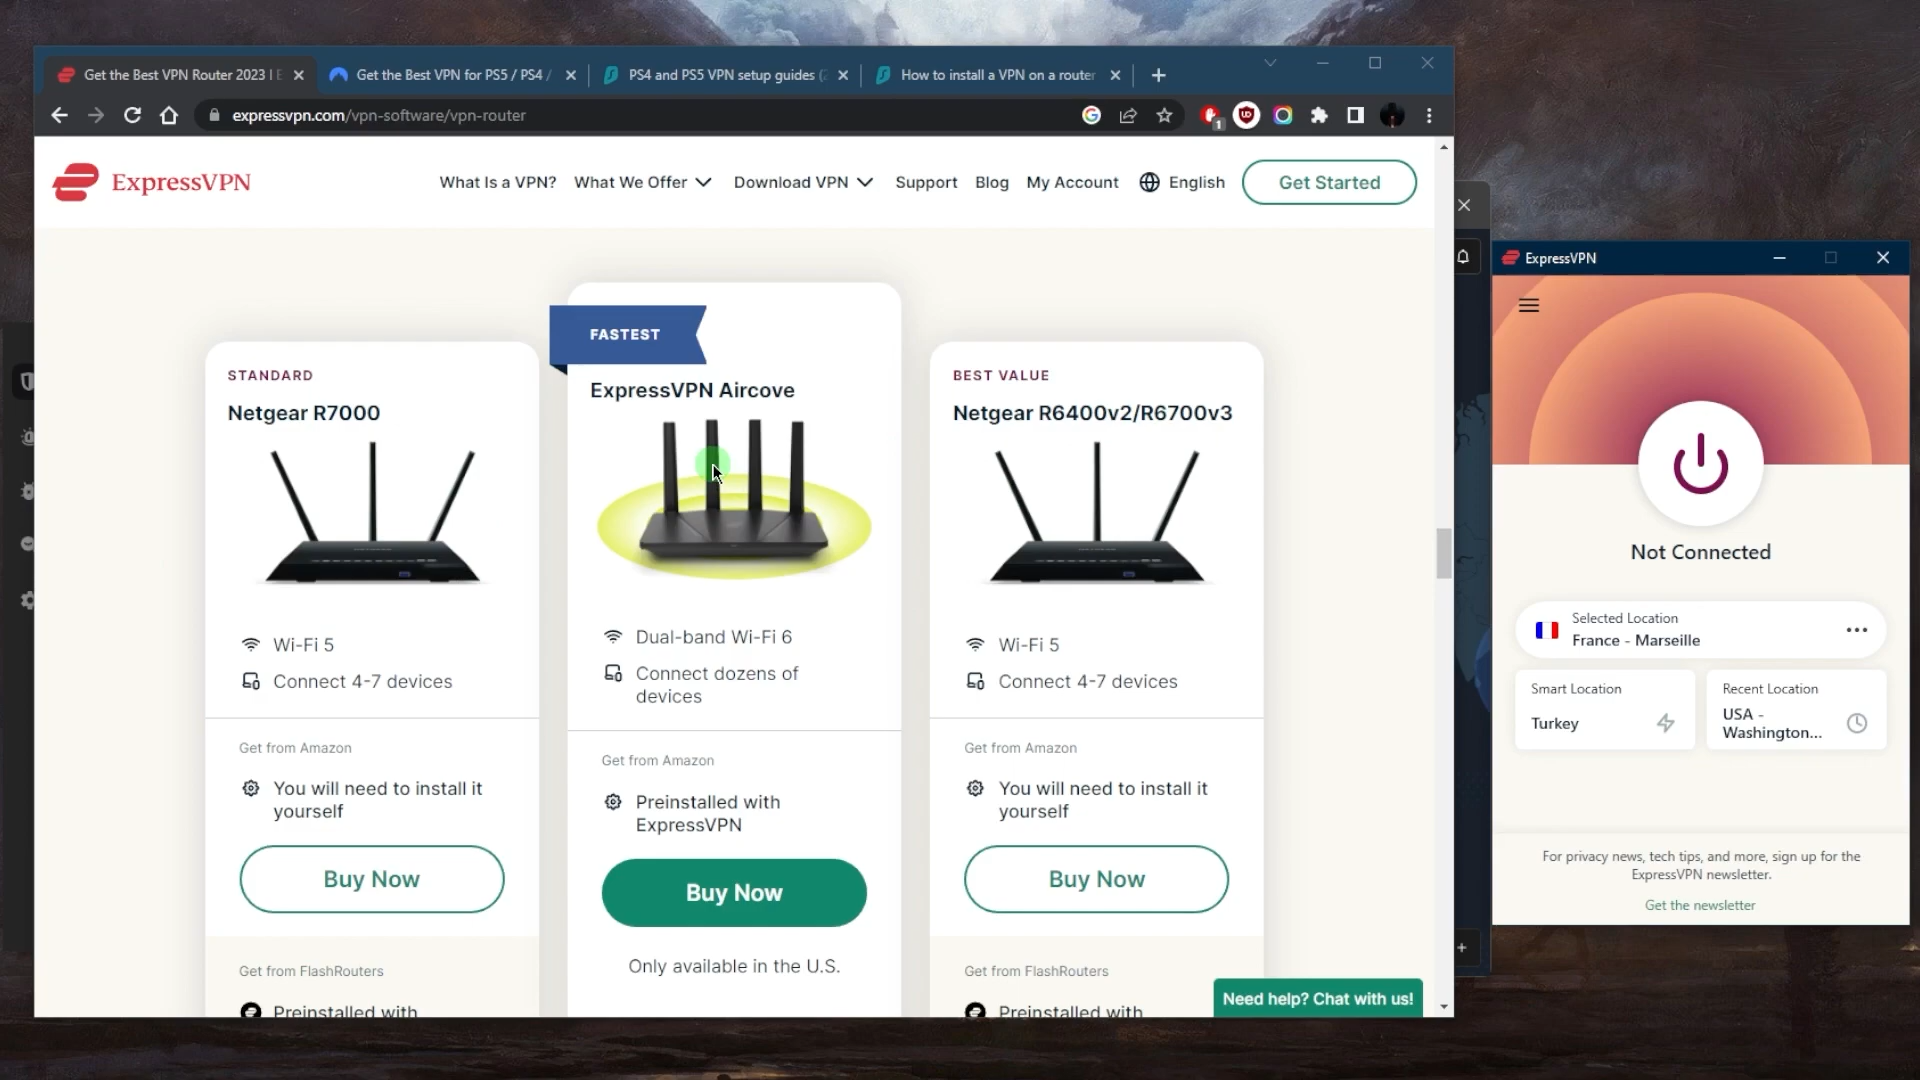 Get the Best VPN Router 2023 | E
Get the Best VPN for PS5 / PS4 /
PS4 and PS5 VPN setup guides (
How to install a VPN on a router
expressvpn.com/vpn-software/vpn-router
1
ExpressVPN
What Is a VPN?
What We Offer
Download VPN
Support
Blog
My Account
English
Get Started
STANDARD
Netgear R7000
Wi-Fi 5
Connect 4-7 devices
Get from Amazon
You will need to install it
yourself
Buy Now
Get from FlashRouters
Preinstalled with
FASTEST
ExpressVPN Aircove
Dual-band Wi-Fi 6
Connect dozens of
devices
Get from Amazon
Preinstalled with
ExpressVPN
Buy Now
Only available in the U.S.
BEST VALUE
Netgear R6400v2/R6700v3
Wi-Fi 5
Connect 4-7 devices
Get from Amazon
You will need to install it
yourself
Buy Now
Get from FlashRouters
Preinstalled with
Need help? Chat with us!
ExpressVPN
Not Connected
Selected Location
France - Marseille
Smart Location
Turkey
Recent Location
USA -
Washington...
For privacy news, tech tips, and more, sign up for the
ExpressVPN newsletter.
Get the newsletter